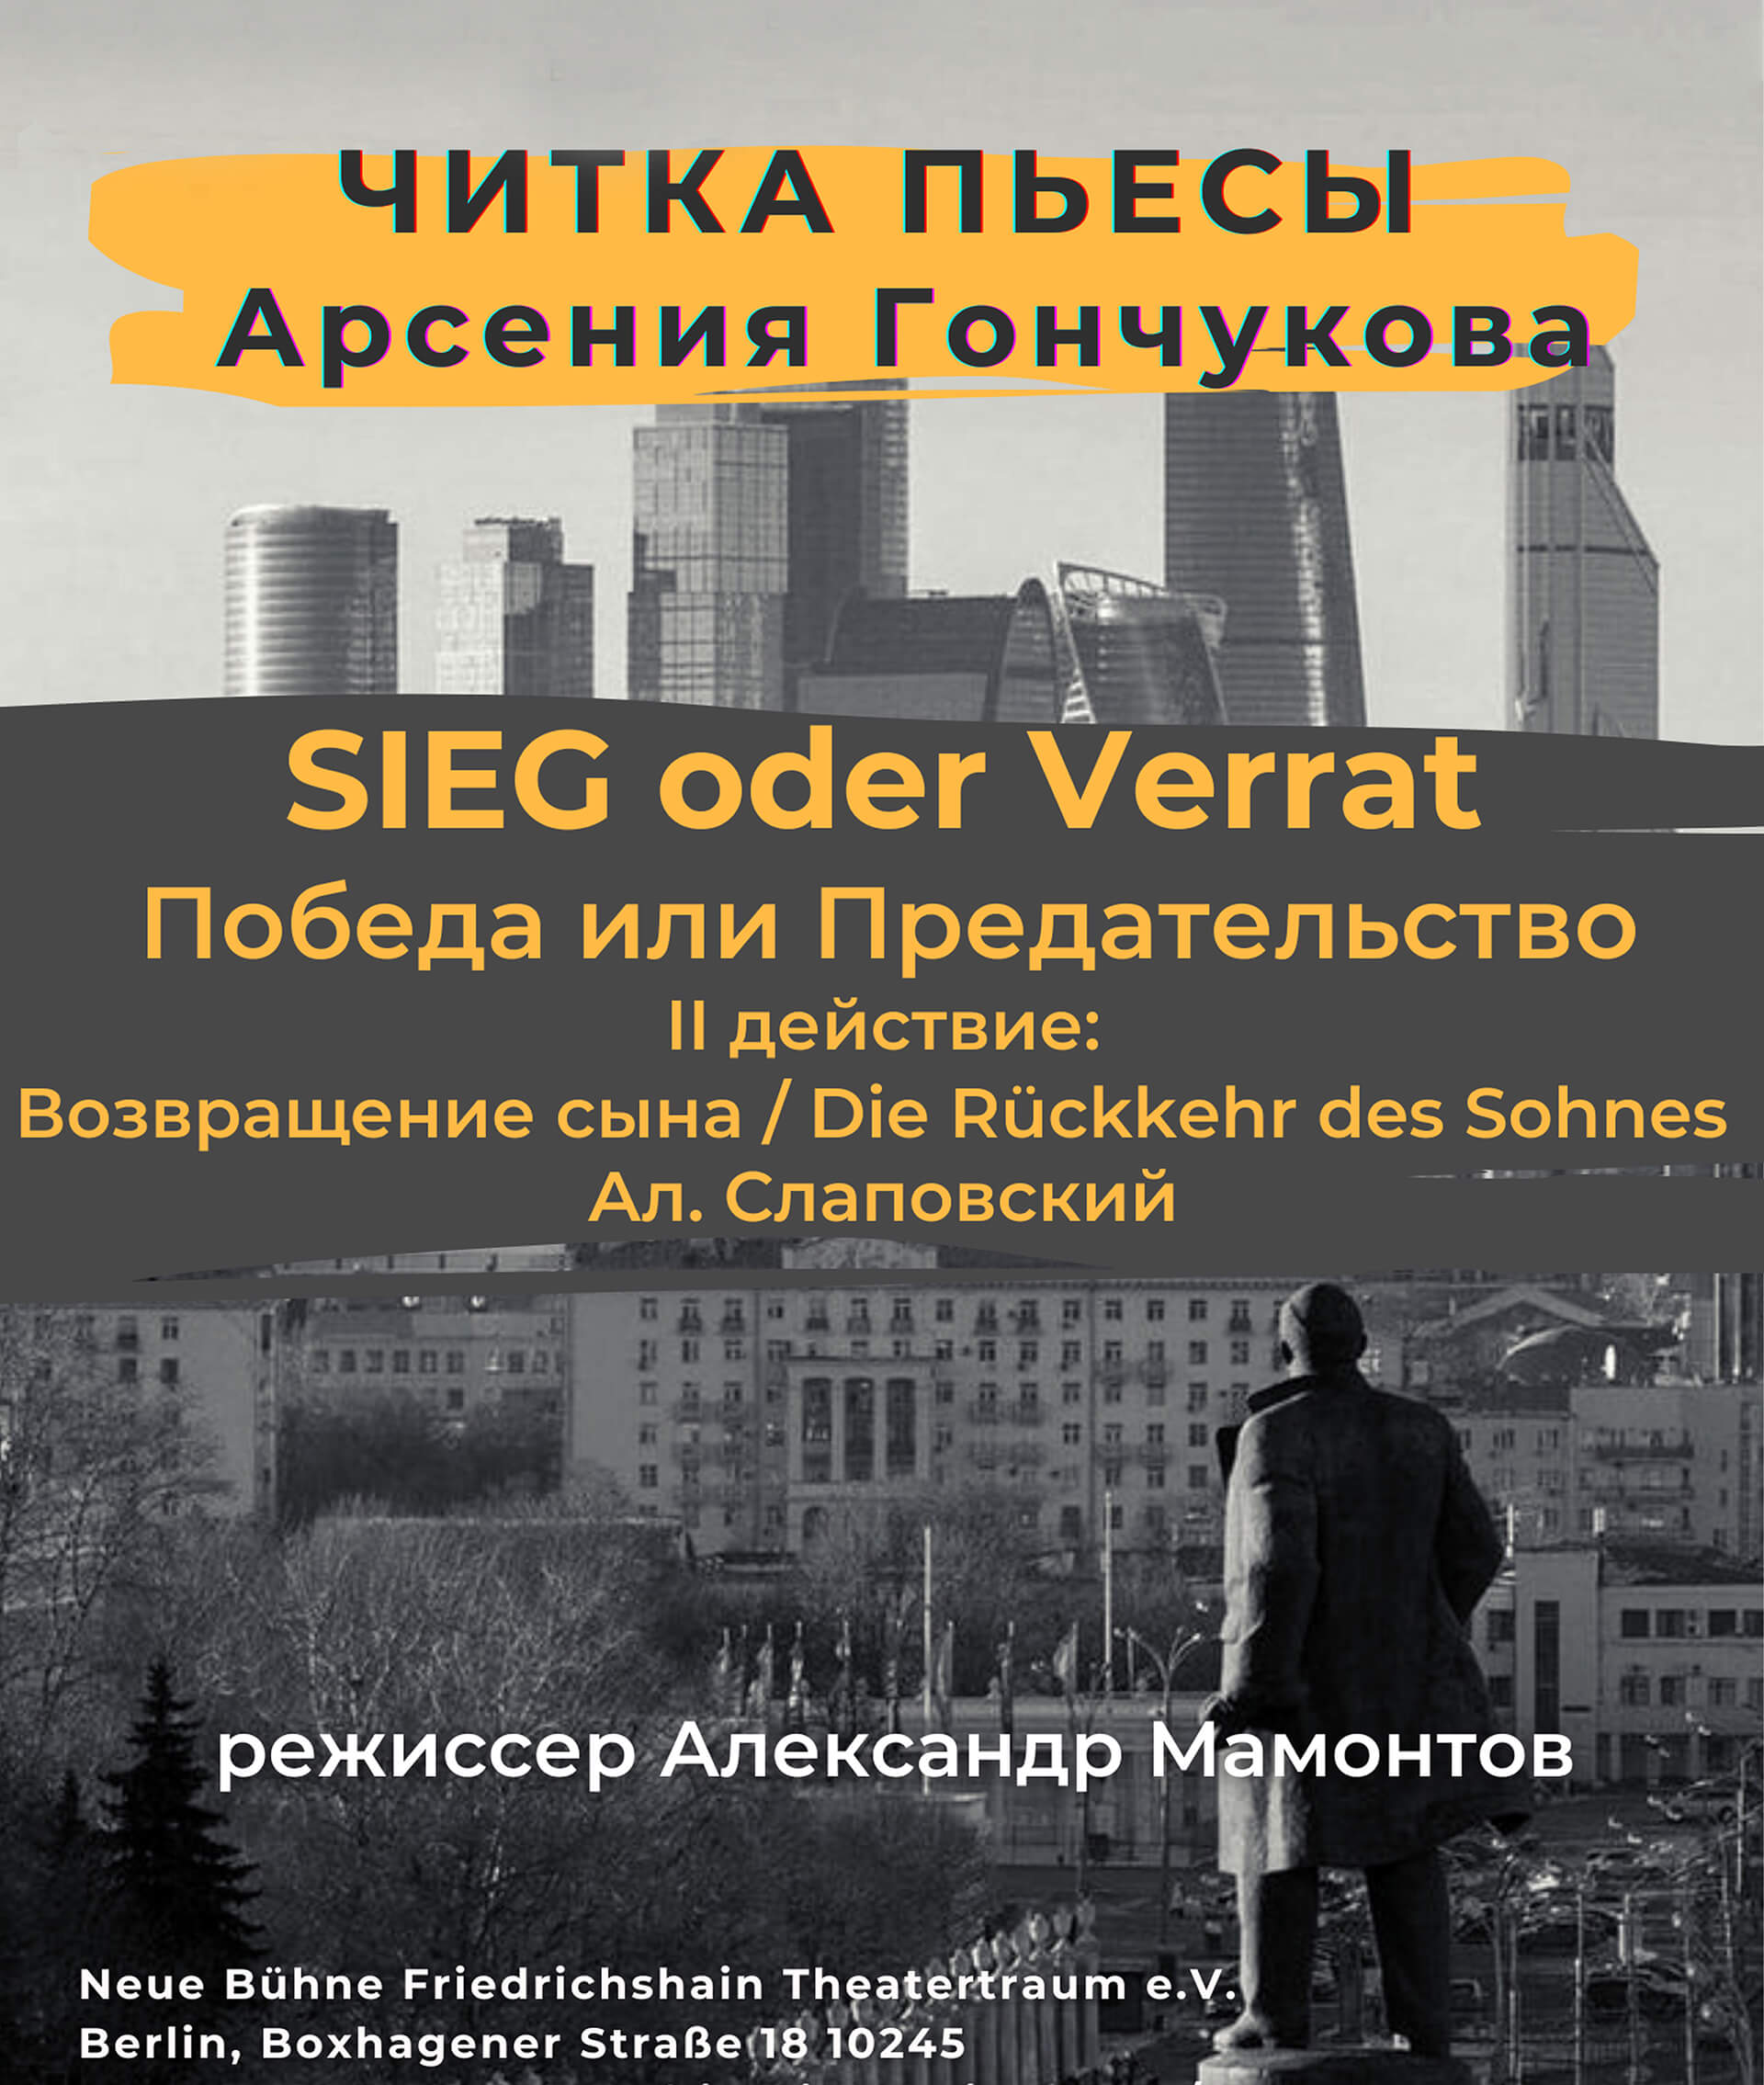 ЧИТКА ПЬЕСЫ
Арсения Гончукова
SIEG oder Verrat
Победа или Предательство
II действие:
Возвращение сына / Die Rückkehr des Sohnes
Ал. Слаповский
режиссер Александр Мамонтов
Neue Bühne Friedrichshain Theatertraum e.V.
Berlin, Boxhagener Straße 18 10245